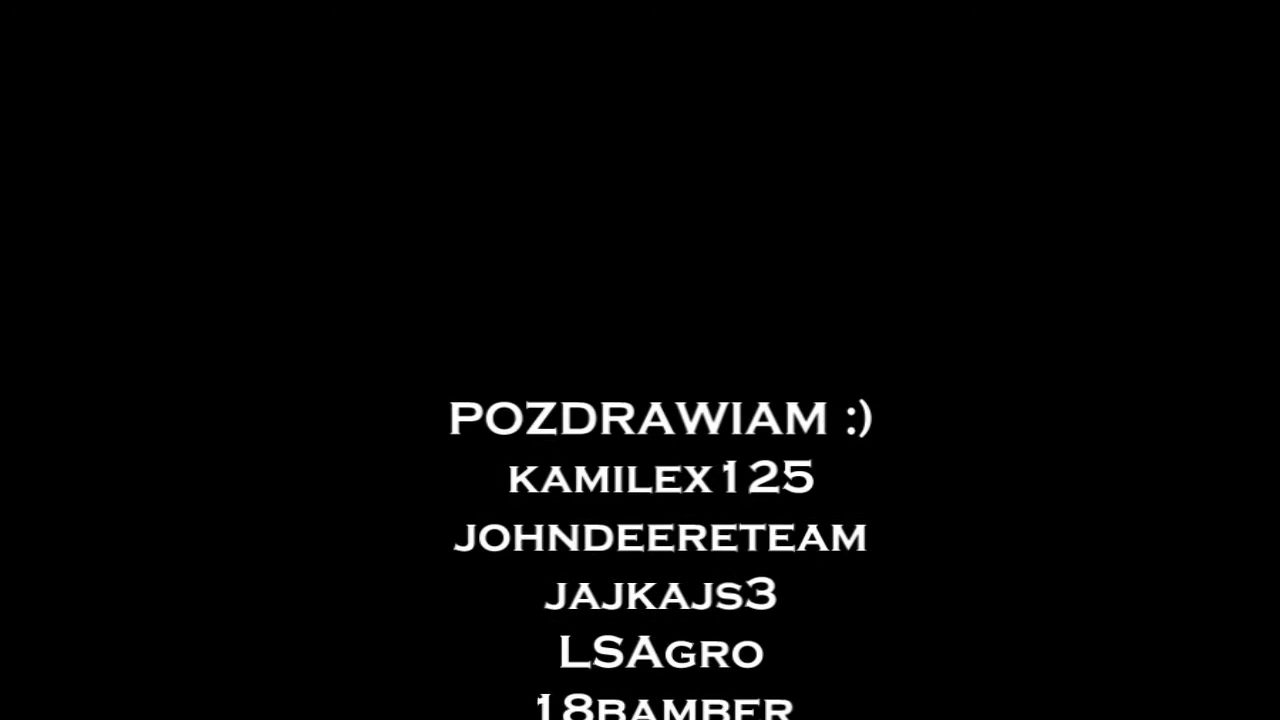 POZDRAWIAM :)
kamilex125
johndeereteam
jajkajs3
LSAgro
18bamber